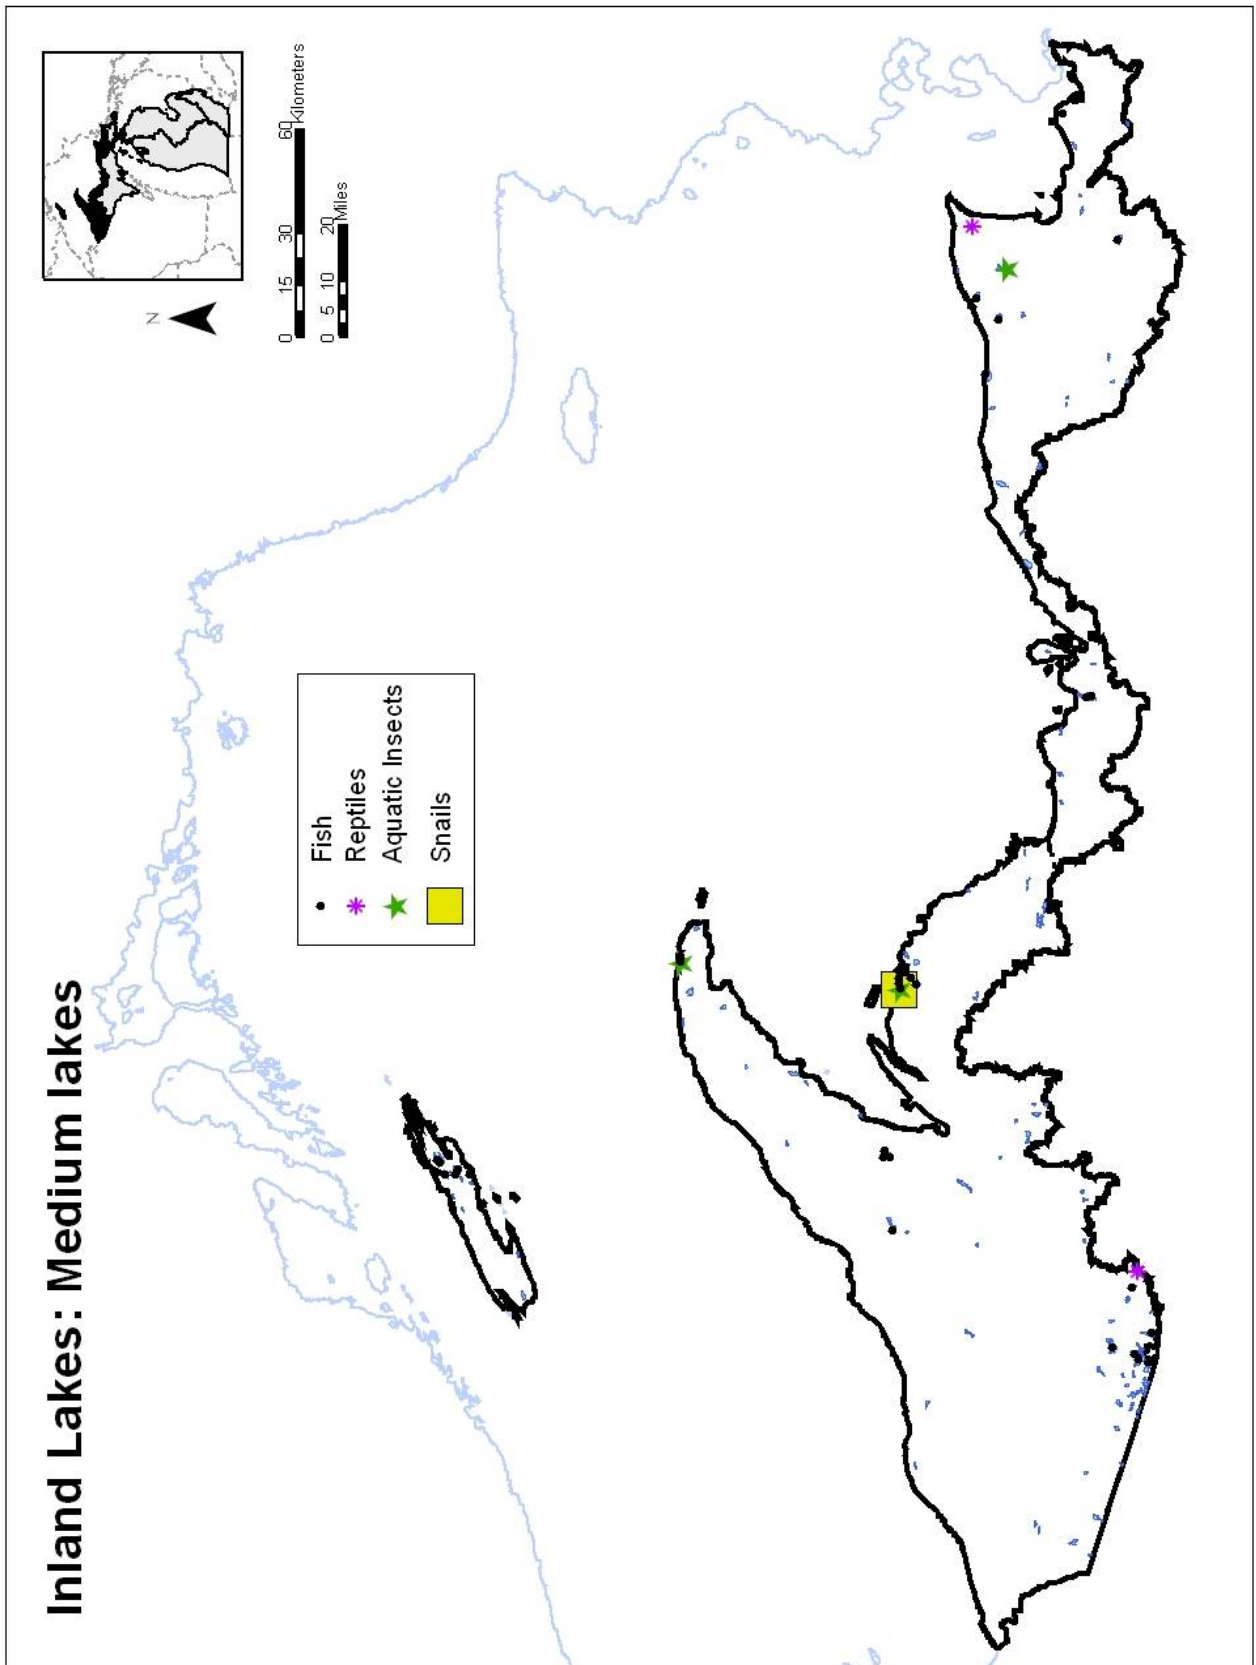 Inland Lakes: Medium lakes
Fish
Reptiles
Aquatic Insects
Snails
N
0 15 30 60
Kilometers
0 5 10 20
Miles